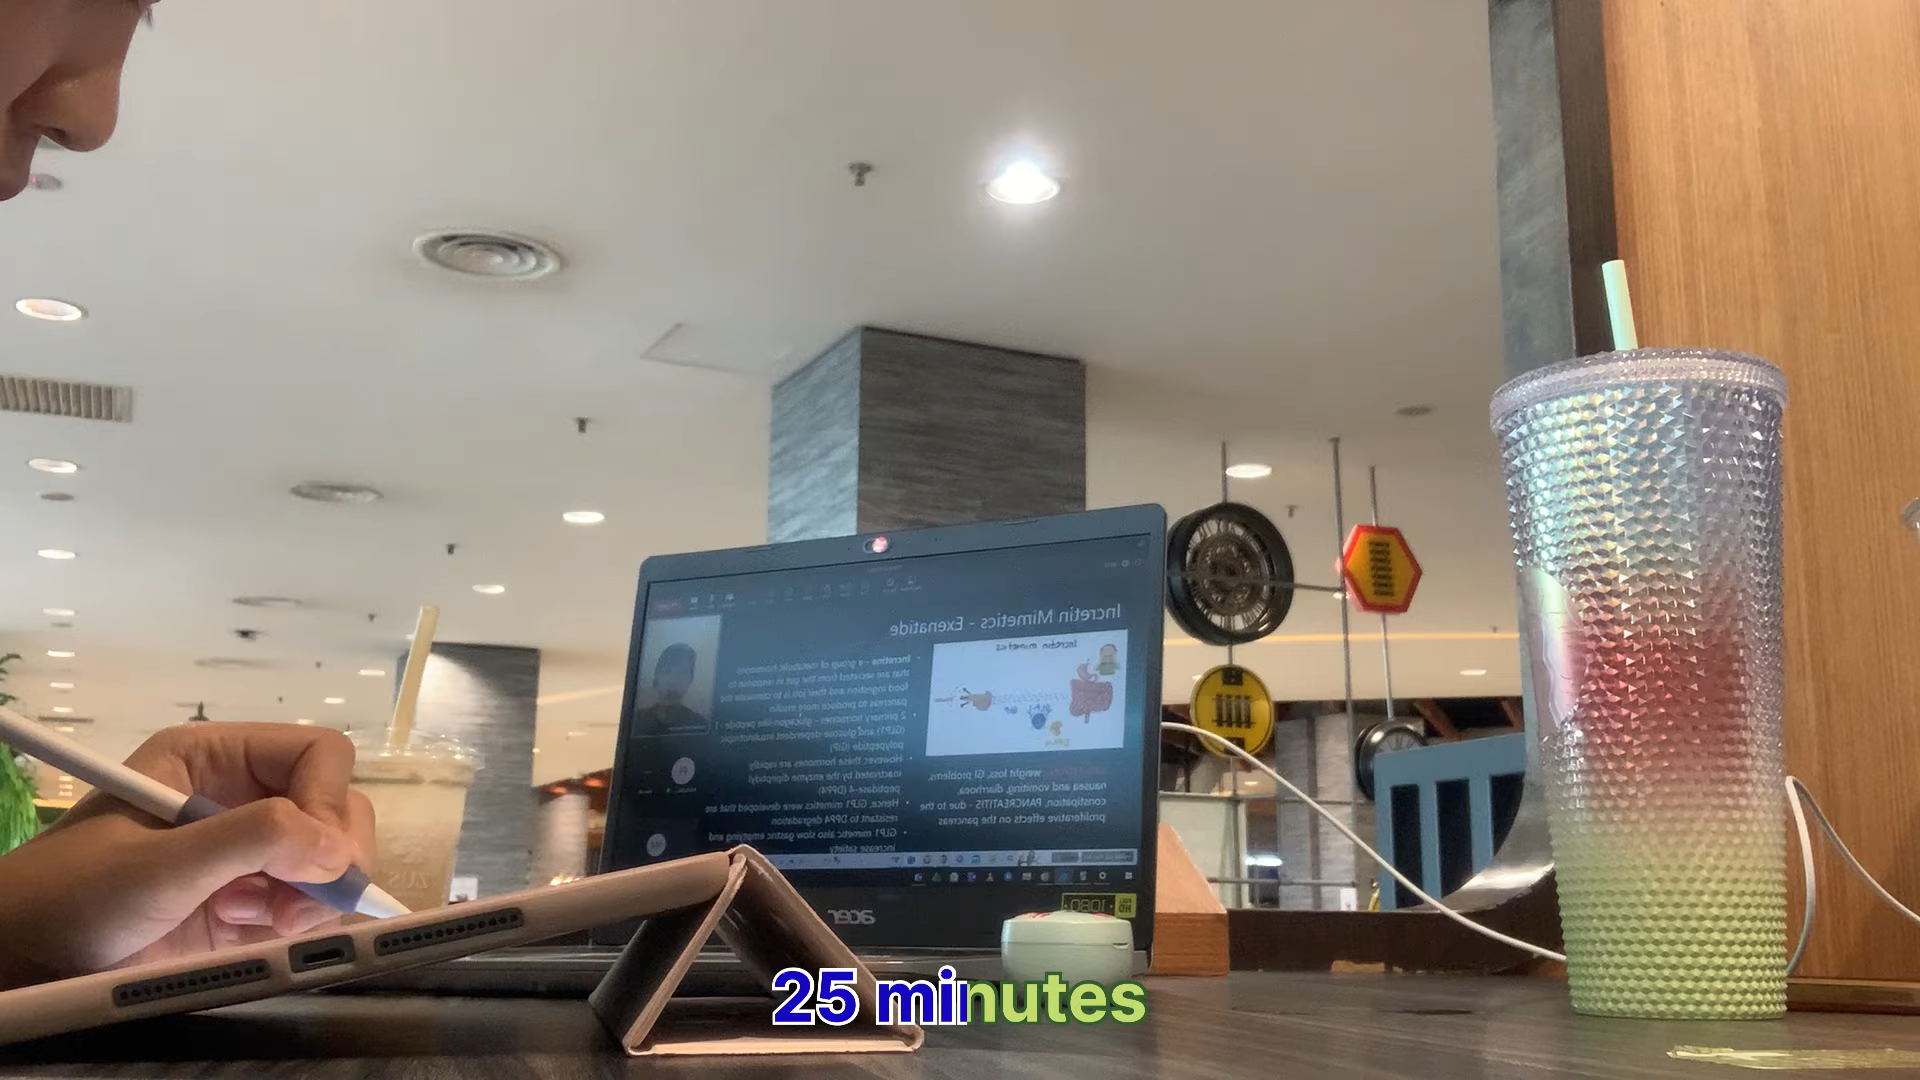 Incretin Mimetics - Exenatide
Incretin mimetics
Incretins - a group of metabolic hormones
that are secreted from the gut in response to
food ingestion and their job is to stimulate the
pancreas to produce more insulin
2 primary hormones - glucagon-like peptide-1
(GLP1) and glucose-dependent insulinotropic
polypeptide (GIP)
However, these hormones are rapidly
inactivated by the enzyme dipeptidyl
peptidase-4 (DPP4)
Hence, GLP1 mimetics were developed that are
resistant to DPP4 degradation
GLP1 mimetic also slow gastric emptying and
increase satiety
weight loss, GI problems,
nausea and vomiting, diarrhoea,
constipation, PANCREATITIS - due to the
proliferative effects on the pancreas
acer
1080
HD
ZUS
25 minutes